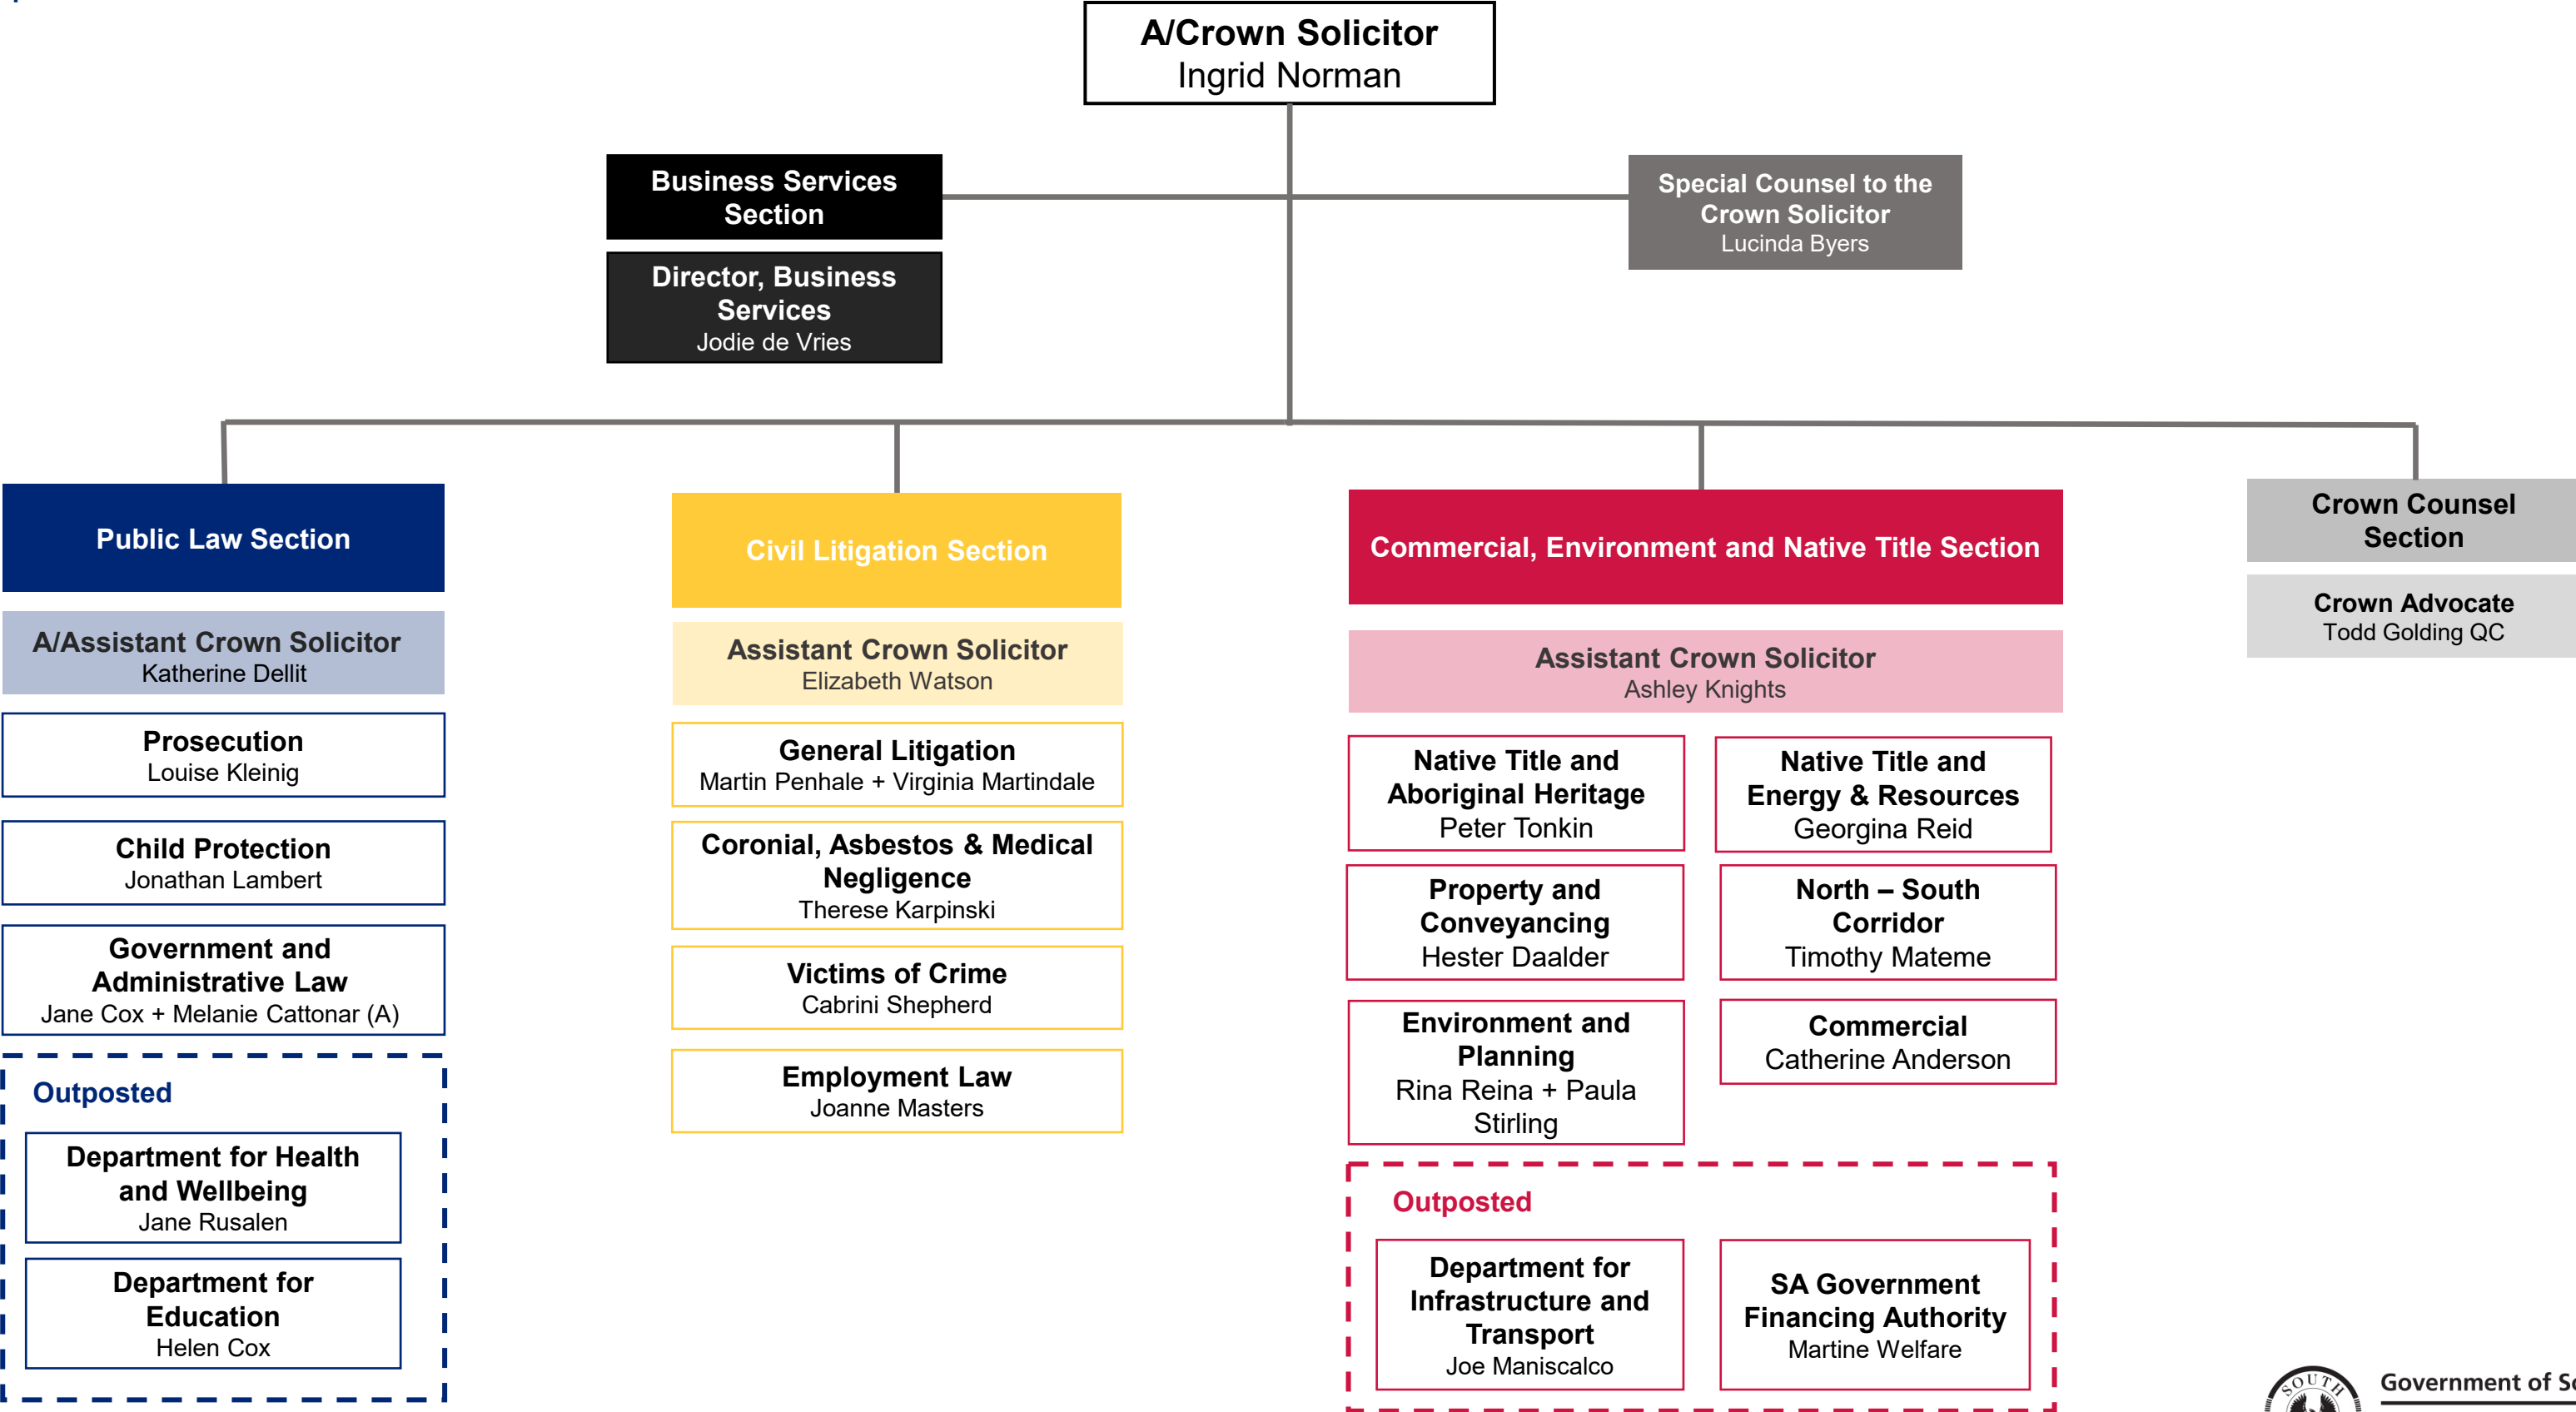 A/Crown Solicitor
Ingrid Norman
Business Services
Section
Director, Business
Services
Jodie de Vries
Special Counsel to the
Crown Solicitor
Lucinda Byers
Public Law Section
A/Assistant Crown Solicitor
Katherine Dellit
Prosecution
Louise Kleinig
Child Protection
Jonathan Lambert
Government and
Administrative Law
Jane Cox + Melanie Cattonar (A)
Outposted
Department for Health
and Wellbeing
Jane Rusalen
Department for
Education
Helen Cox
Civil Litigation Section
Assistant Crown Solicitor
Elizabeth Watson
General Litigation
Martin Penhale + Virginia Martindale
Coronial, Asbestos & Medical
Negligence
Therese Karpinski
Victims of Crime
Cabrini Shepherd
Employment Law
Joanne Masters
Commercial, Environment and Native Title Section
Assistant Crown Solicitor
Ashley Knights
Native Title and
Aboriginal Heritage
Peter Tonkin
Native Title and
Energy & Resources
Georgina Reid
Property and
Conveyancing
Hester Daalder
North – South
Corridor
Timothy Mateme
Environment and
Planning
Rina Reina + Paula
Stirling
Commercial
Catherine Anderson
Outposted
Department for
Infrastructure and
Transport
Joe Maniscalco
SA Government
Financing Authority
Martine Welfare
Crown Counsel
Section
Crown Advocate
Todd Golding QC
SOUTH
Government of